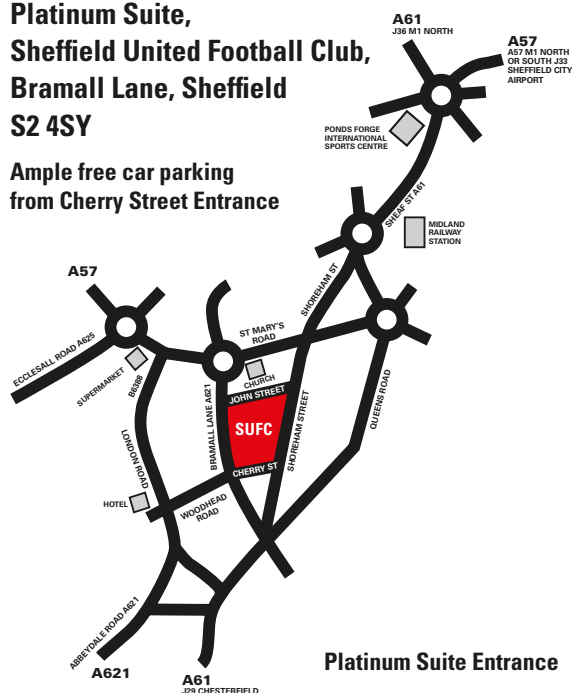 Platinum Suite,
Sheffield United Football Club,
Bramall Lane, Sheffield
S2 4SY
Ample free car parking
from Cherry Street Entrance
A61
J36 M1 NORTH
A57
A57 M1 NORTH
OR SOUTH J33
SHEFFIELD CITY
AIRPORT
PONDS FORGE
INTERNATIONAL
SPORTS CENTRE
SHEAF ST A61
MIDLAND
RAILWAY
STATION
SHOREHAM ST
A57
ST MARY'S
ROAD
ECCLESALL ROAD A625
SUPERMARKET
B6388
CHURCH
JOHN STREET
BRAMALL LANE A621
SUFC
SHOREHAM STREET
QUEENS ROAD
LONDON ROAD
CHERRY ST
HOTEL
WOODHEAD
ROAD
ABBEYDALE ROAD A621
A621
A61
J29 CHESTERFIELD
Platinum Suite Entrance